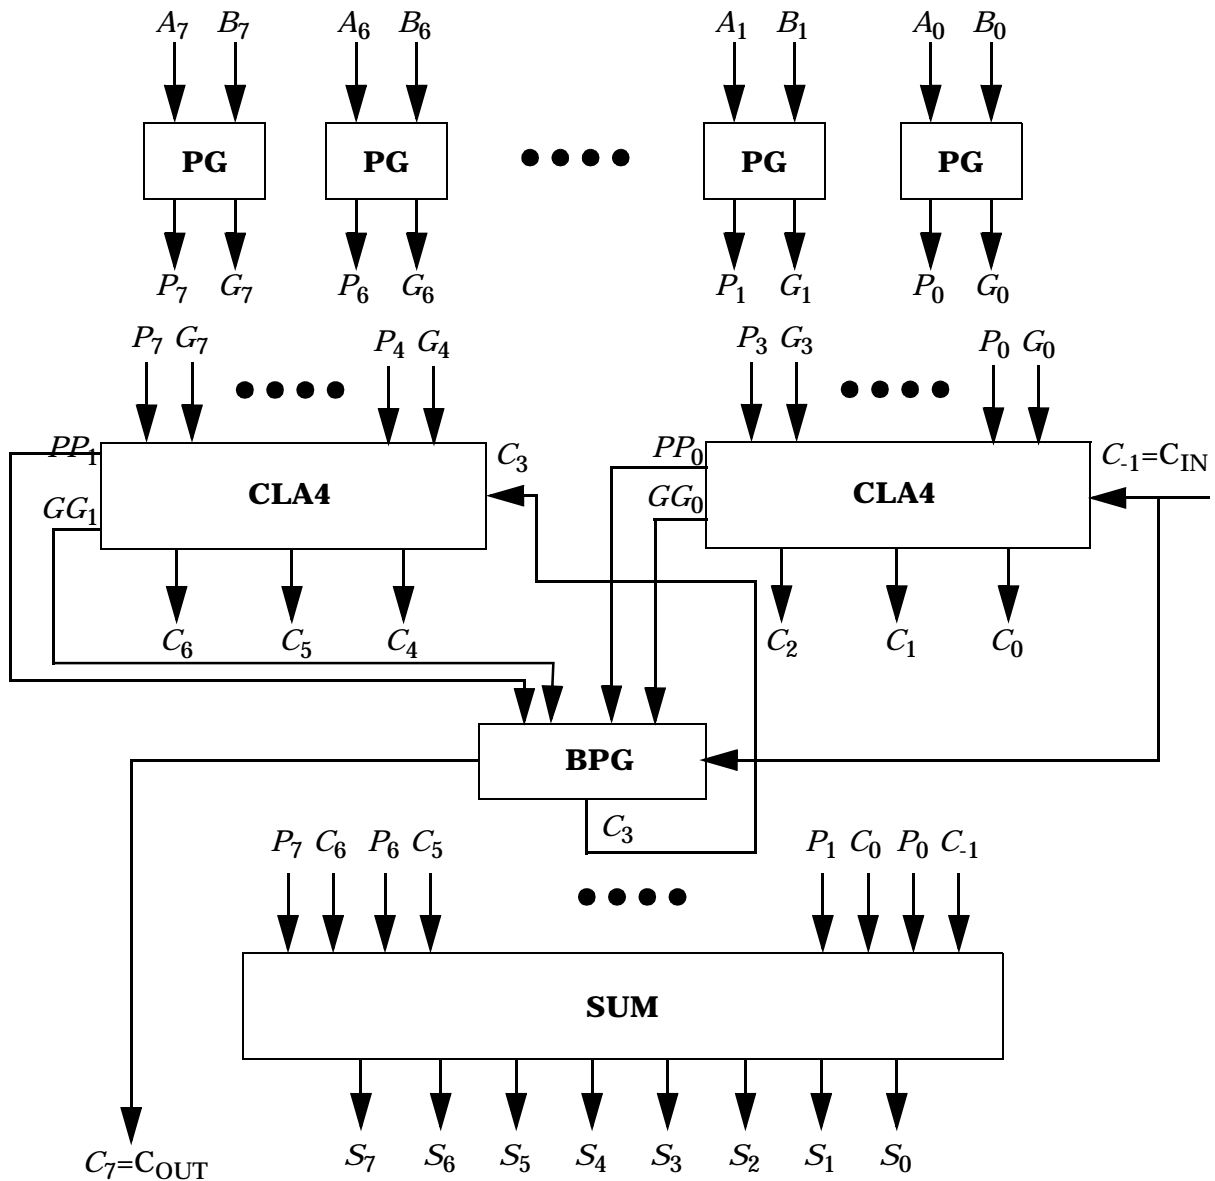 A7 B7 A6 B6 A1 B1 A0 B0
PG PG PG PG
P7 G7 P6 G6 P1 G1 P0 G0
P7 G7 P4 G4 P3 G3 P0 G0
PP1 C3 PP0 C-1=CIN
CLA4 CLA4
GG1 GG0
C6 C5 C4 C2 C1 C0
BPG
C3
P7 C6 P6 C5 P1 C0 P0 C-1
SUM
C7=COUT S7 S6 S5 S4 S3 S2 S1 S0